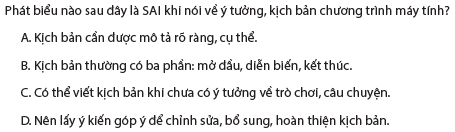 Phát biểu nào sau đây là SAI khi nói về ý tưởng, kịch bản chương trình máy tính?
A. Kịch bản cần được mô tả rõ ràng, cụ thể.
B. Kịch bản thường có ba phần: mở đầu, diễn biến, kết thúc.
C. Có thể viết kịch bản khi chưa có ý tưởng về trò chơi, câu chuyện.
D. Nên lấy ý kiến góp ý để chỉnh sửa, bổ sung, hoàn thiện kịch bản.